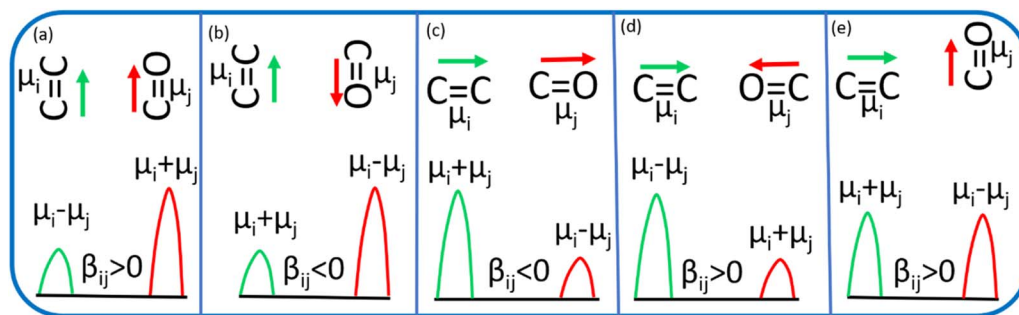 (a)
μi C=C
C=O μj
μi-μj
μi+μj
βij>0
(b)
μi C=C
C=O μj
μi+μj
μi-μj
βij<0
(c)
C=C
μi
C=O
μj
μi+μj
μi-μj
βij<0
(d)
C=C
μi
O=C
μj
μi-μj
μi+μj
βij>0
(e)
C=C
μi
C=O μj
μi+μj
μi-μj
βij>0